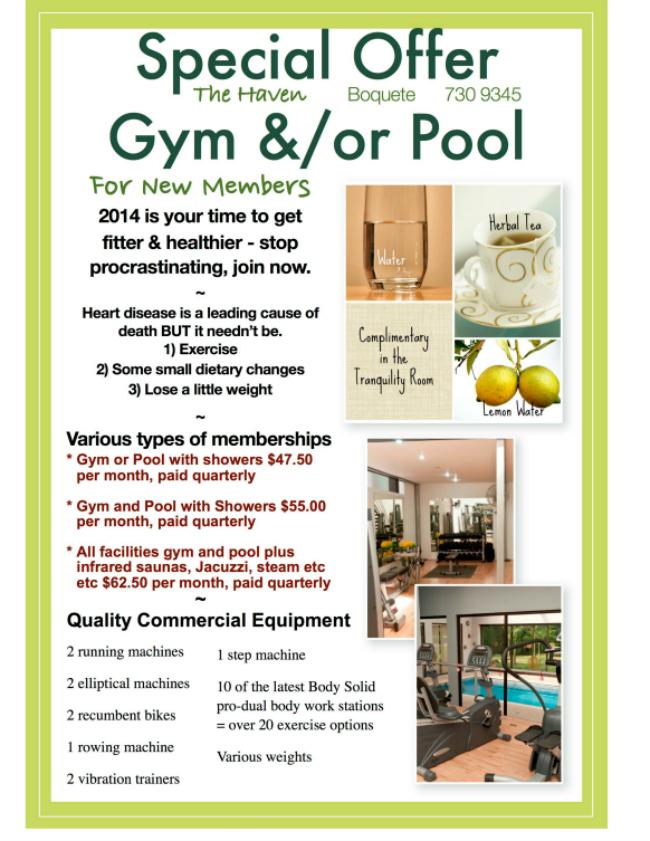 Special Offer
The Haven Boquete 730 9345
Gym &/or Pool
For New Members
2014 is your time to get
fitter & healthier - stop
procrastinating, join now.
~
Heart disease is a leading cause of
death BUT it needn't be.
1) Exercise
2) Some small dietary changes
3) Lose a little weight
~
Various types of memberships
* Gym or Pool with showers $47.50
per month, paid quarterly
* Gym and Pool with Showers $55.00
per month, paid quarterly
* All facilities gym and pool plus
infrared saunas, Jacuzzi, steam etc
etc $62.50 per month, paid quarterly
~
Quality Commercial Equipment
2 running machines
2 elliptical machines
2 recumbent bikes
1 rowing machine
2 vibration trainers
1 step machine
10 of the latest Body Solid
pro-dual body work stations
= over 20 exercise options
Various weights
Water
Herbal Tea
Complimentary
in the
Tranquility Room
Lemon Water